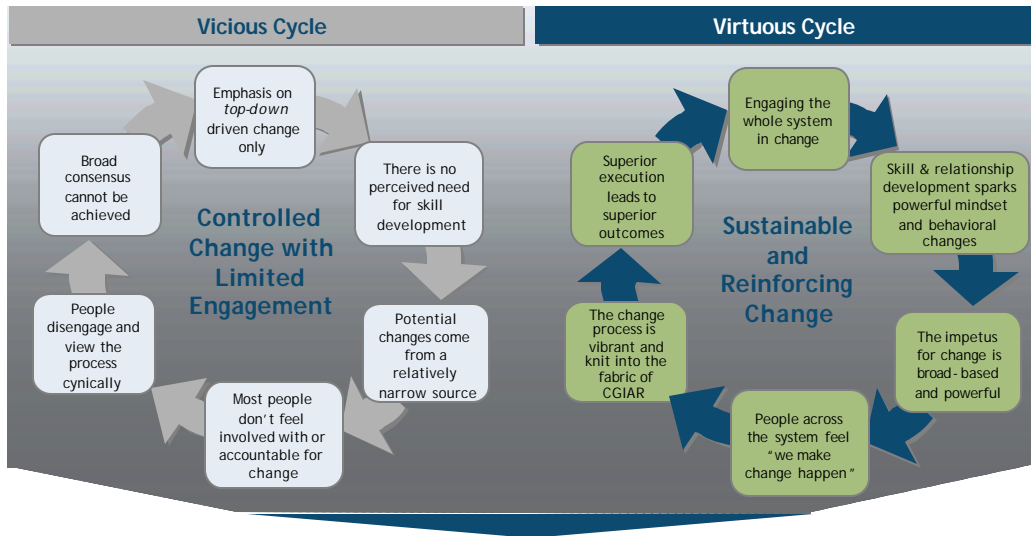 Vicious Cycle
Emphasis on
top-down
driven change
only
There is no
perceived need
for skill
development
Potential
changes come
from a
relatively
narrow source
Most people
don't feel
involved with or
accountable for
change
People
disengage and
view the
process
cynically
Broad
consensus
cannot be
achieved
Controlled
Change with
Limited
Engagement
Virtuous Cycle
Engaging the
whole system
in change
Skill & relationship
development sparks
powerful mindset
and behavioral
changes
The impetus
for change is
broad-based
and powerful
People across
the system feel
"we make
change happen"
The change
process is
vibrant and
knit into the
fabric of
CGIAR
Superior
execution
leads to
superior
outcomes
Sustainable
and
Reinforcing
Change